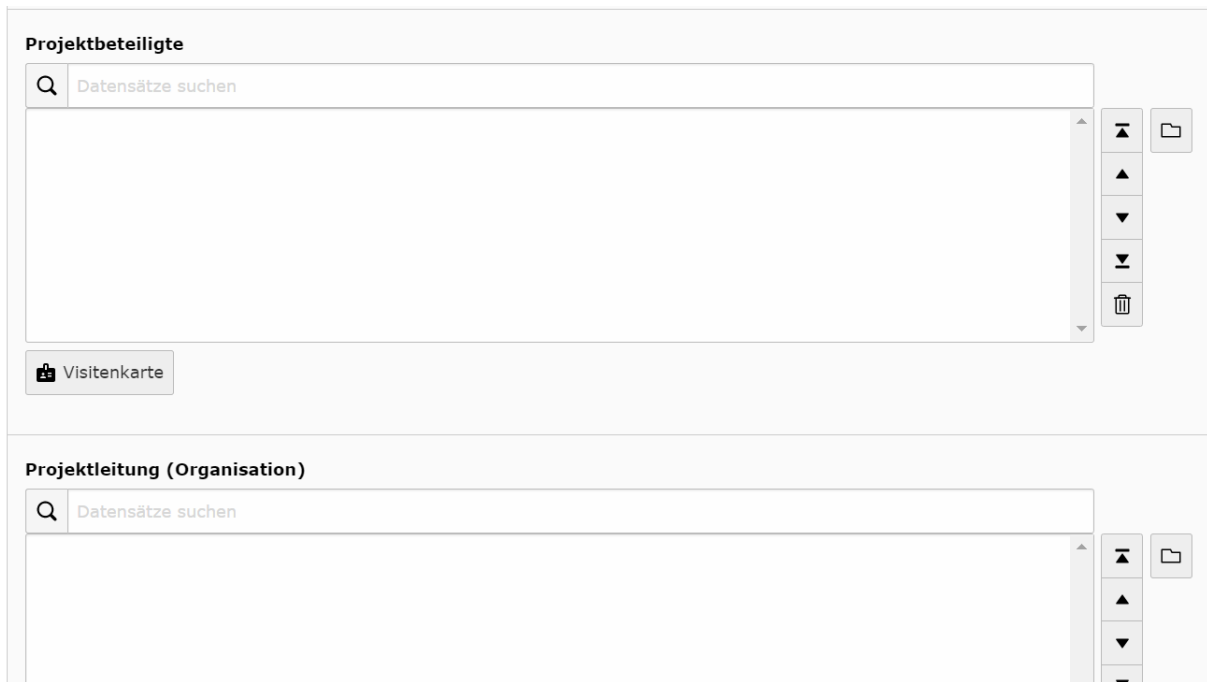 Projektbeteiligte
Datensätze suchen
Visitenkarte
Projektleitung (Organisation)
Datensätze suchen